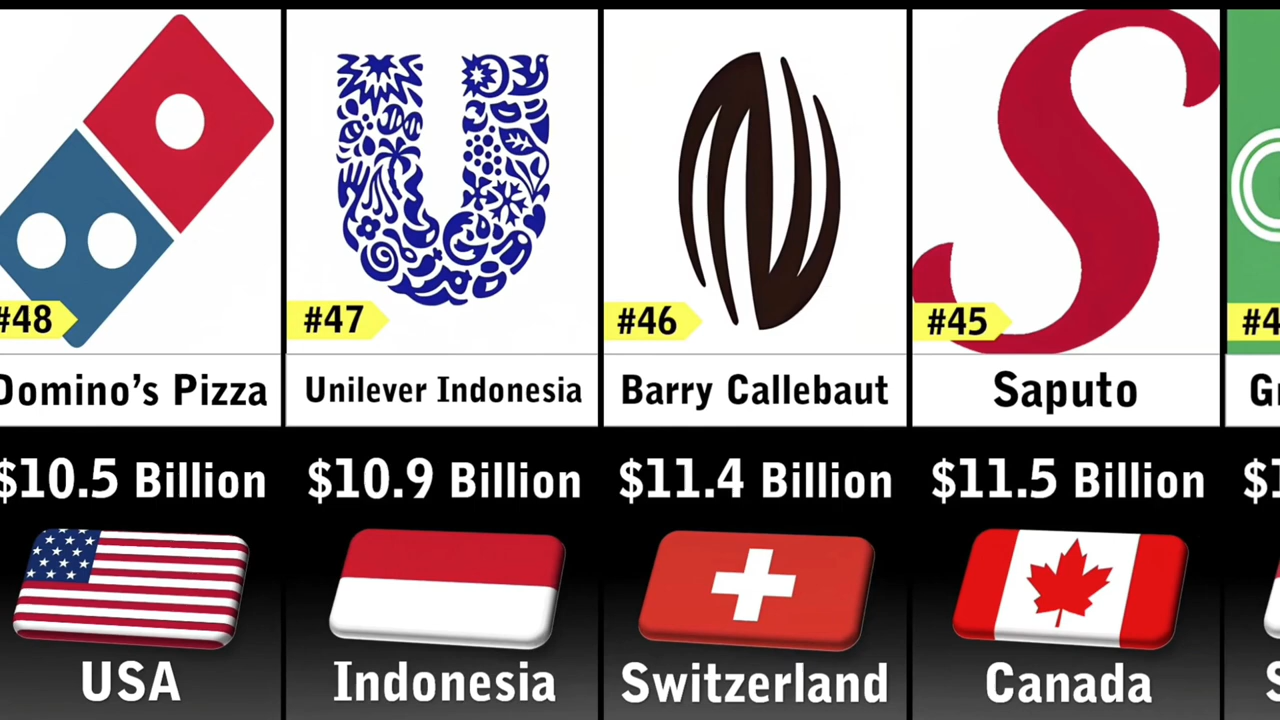 #48
Domino's Pizza
$10.5 Billion
USA
#47
Unilever Indonesia
$10.9 Billion
Indonesia
#46
Barry Callebaut
$11.4 Billion
Switzerland
#45
Saputo
$11.5 Billion
Canada